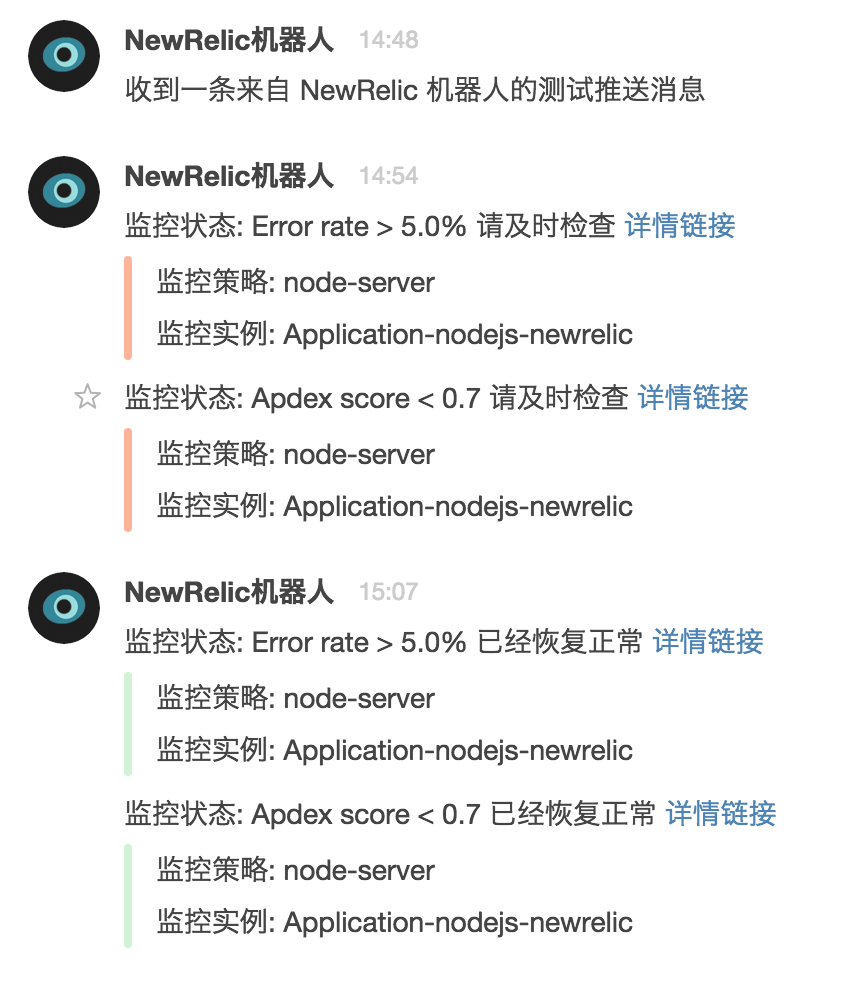 NewRelic机器人 14:48
收到一条来自 NewRelic 机器人的测试推送消息
NewRelic机器人 14:54
监控状态: Error rate > 5.0% 请及时检查 详情链接
监控策略: node-server
监控实例: Application-nodejs-newrelic
监控状态: Apdex score < 0.7 请及时检查 详情链接
监控策略: node-server
监控实例: Application-nodejs-newrelic
NewRelic机器人 15:07
监控状态: Error rate > 5.0% 已经恢复正常 详情链接
监控策略: node-server
监控实例: Application-nodejs-newrelic
监控状态: Apdex score < 0.7 已经恢复正常 详情链接
监控策略: node-server
监控实例: Application-nodejs-newrelic